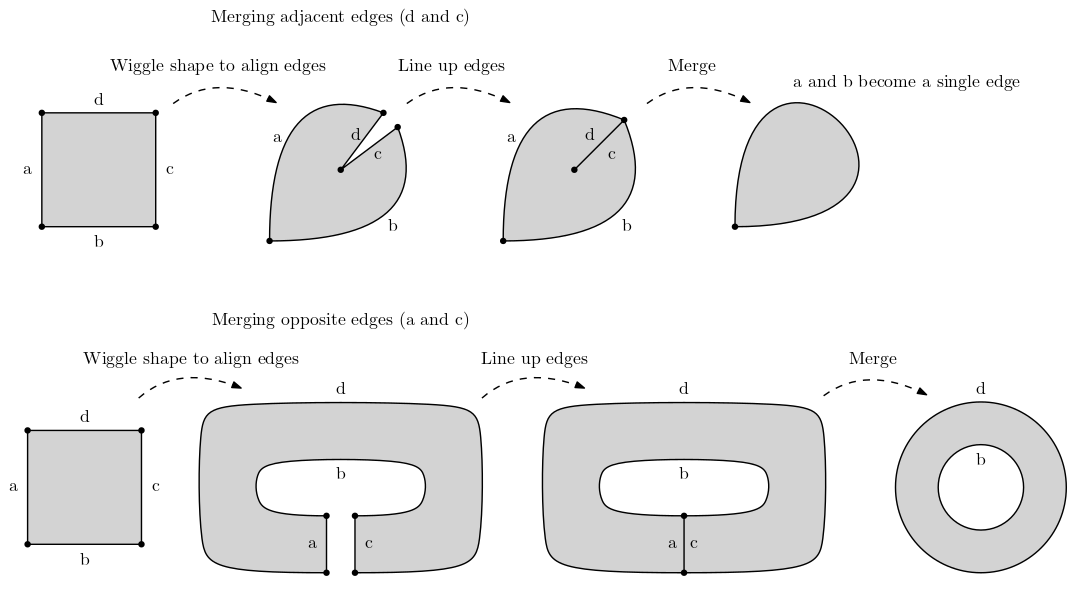 Merging adjacent edges (d and c)
Wiggle shape to align edges
Line up edges
Merge
a and b become a single edge
d
a
c
b
a
d
c
b
a
d
c
b
Merging opposite edges (a and c)
Wiggle shape to align edges
Line up edges
Merge
d
a
c
b
d
b
a
c
d
b
a
c
d
b